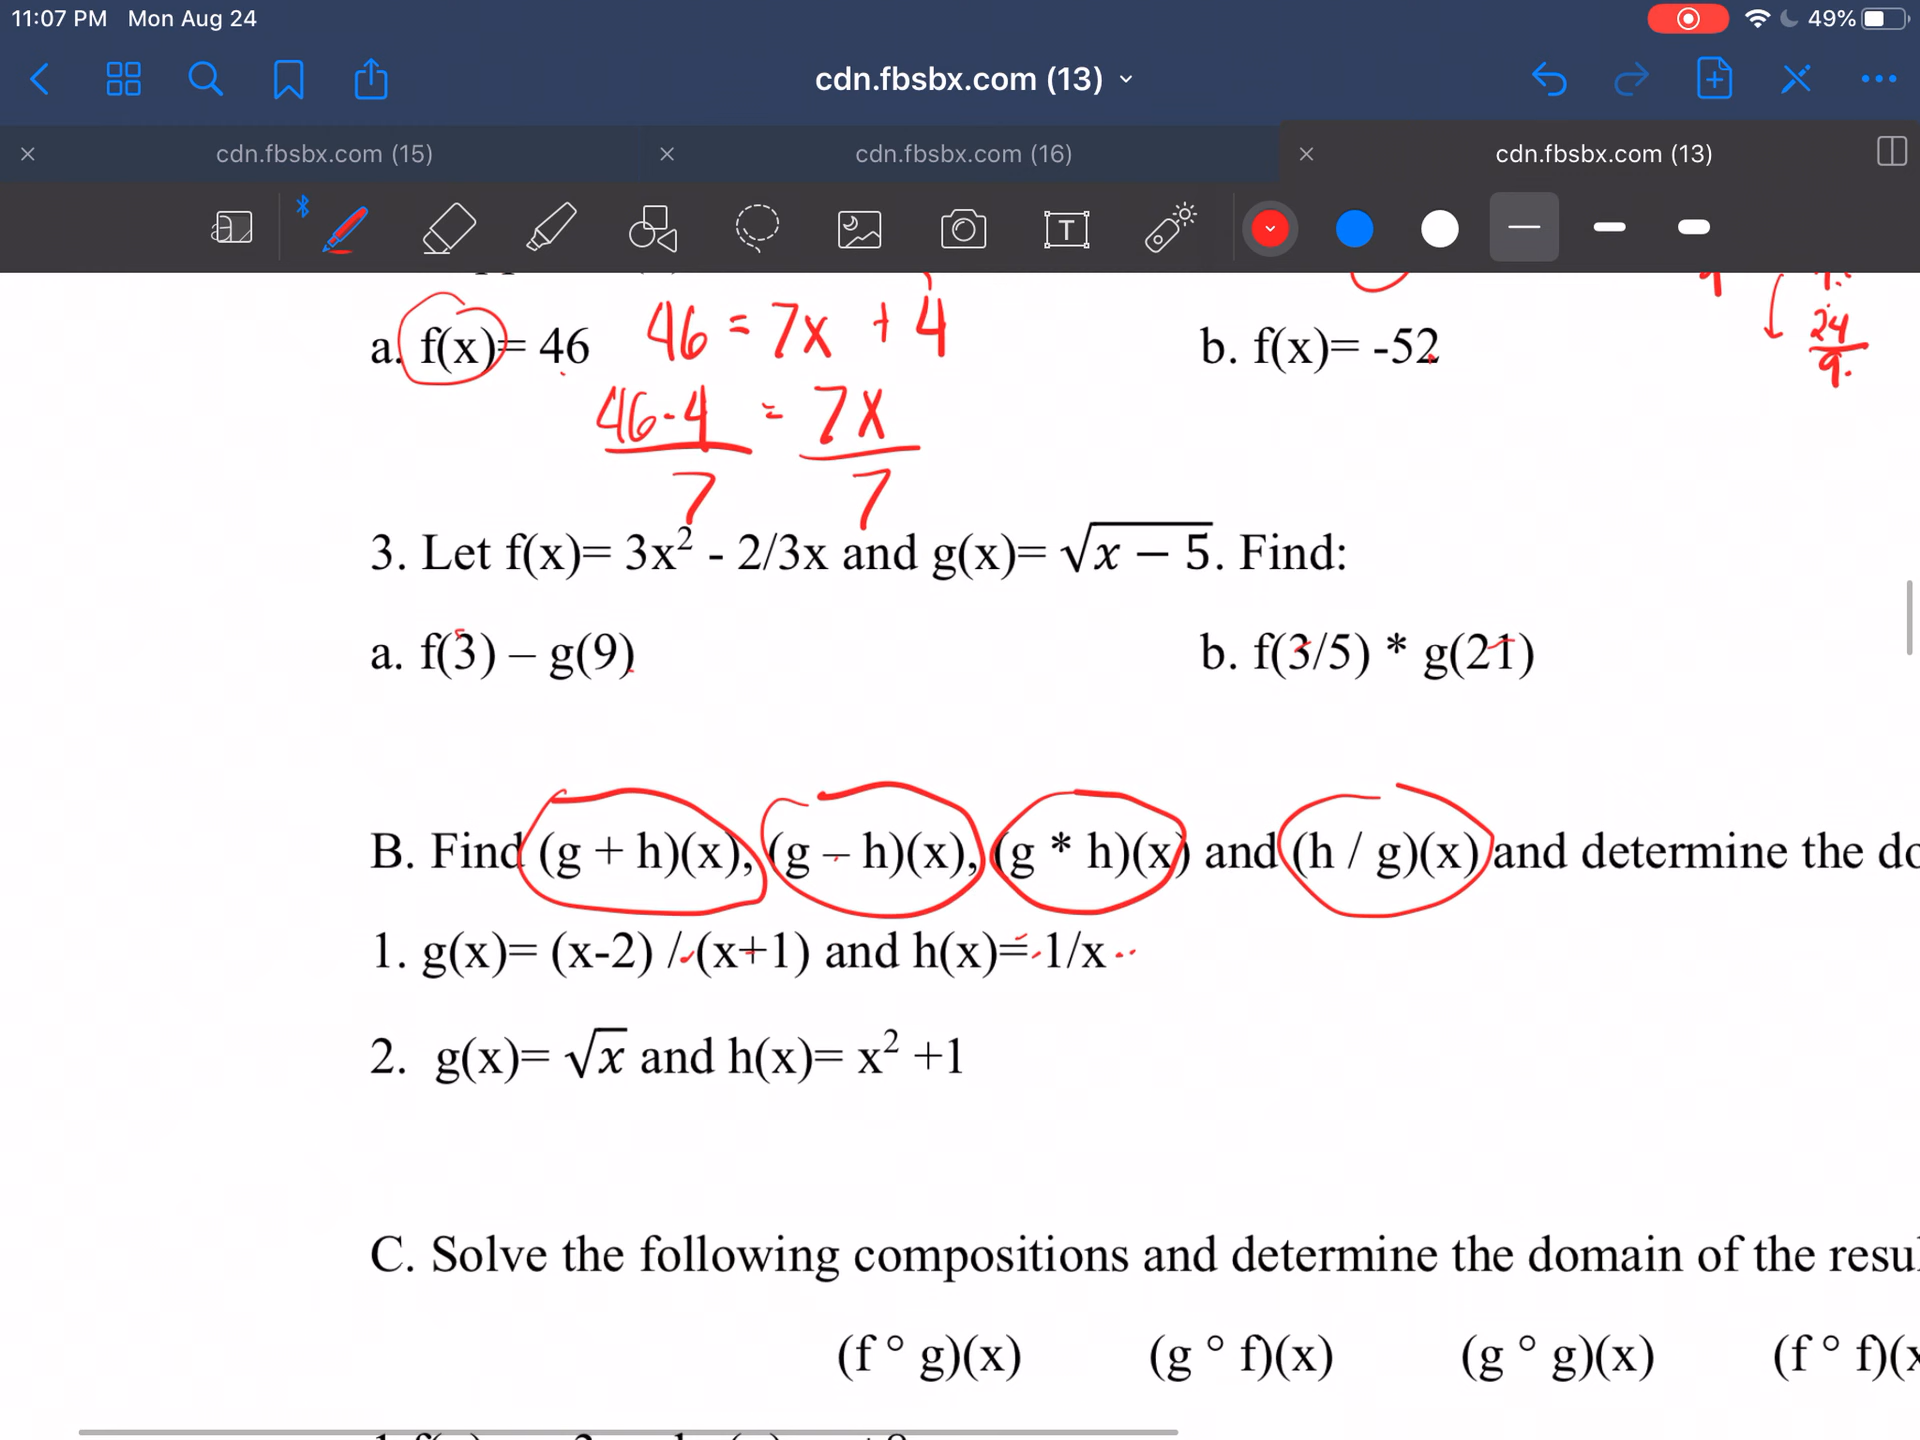 11:07 PM Mon Aug 24
49%
cdn.fbsbx.com (13)
cdn.fbsbx.com (15)
cdn.fbsbx.com (16)
cdn.fbsbx.com (13)
T
a. f(x)= 46
46 = 7x + 4
b. f(x)= -52
24
9
46-4 = 7x
7 7
3. Let f(x)= 3x² - 2/3x and g(x)= √x − 5. Find:
a. f(3) – g(9)
b. f(3/5) * g(21)
B. Find (g + h)(x), (g – h)(x), (g * h)(x) and (h / g)(x) and determine the do
1. g(x)= (x-2) / (x+1) and h(x)= 1/x
2. g(x)= √x and h(x)= x² +1
C. Solve the following compositions and determine the domain of the resu
(f ° g)(x) (g ° f)(x) (g ° g)(x) (f ° f)(x